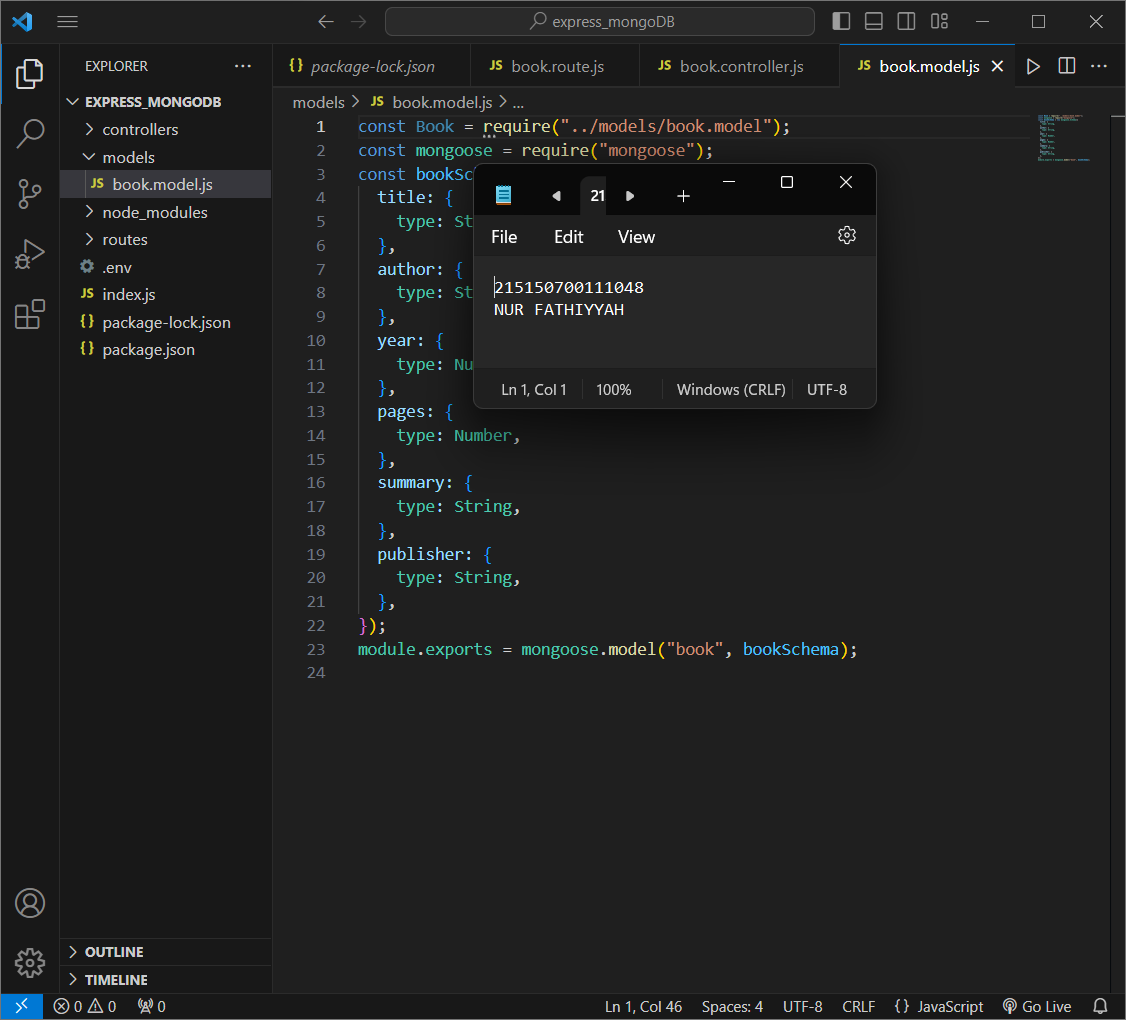 express_mongoDB
EXPLORER
package-lock.json
JS book.route.js
JS book.controller.js
JS book.model.js
EXPRESS_MONGODB
controllers
models
JS book.model.js
node_modules
routes
.env
JS index.js
{} package-lock.json
{} package.json
OUTLINE
TIMELINE
models > JS book.model.js > ...
1 const Book = require("../models/book.model");
2 const mongoose = require("mongoose");
3 const bookSc
4 title: {
5 type: St
6 },
7 author: {
8 type: St
9 },
10 year: {
11 type: Nu
12 },
13 pages: {
14 type: Number,
15 },
16 summary: {
17 type: String,
18 },
19 publisher: {
20 type: String,
21 },
22 });
23 module.exports = mongoose.model("book", bookSchema);
24
21
File Edit View
215150700111048
NUR FATHIYYAH
Ln 1, Col 1 100% Windows (CRLF) UTF-8
0 0 0 Ln 1, Col 46 Spaces: 4 UTF-8 CRLF {} JavaScript Go Live